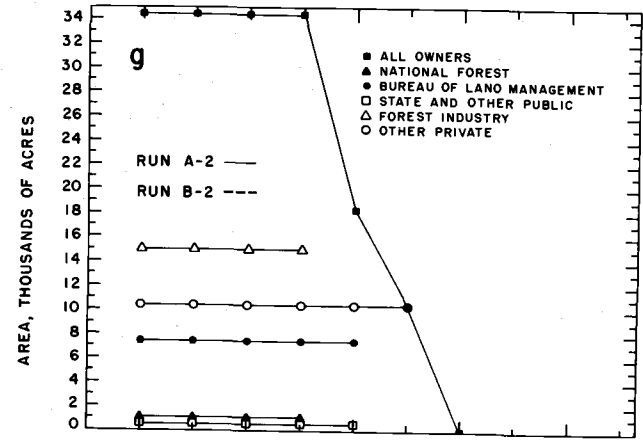 g
AREA, THOUSANDS OF ACRES
34
32
30
28
26
24
22
20
18
16
14
12
10
8
6
4
2
0
ALL OWNERS
NATIONAL FOREST
BUREAU OF LANO MANAGEMENT
STATE AND OTHER PUBLIC
FOREST INDUSTRY
OTHER PRIVATE
RUN A-2
RUN B-2